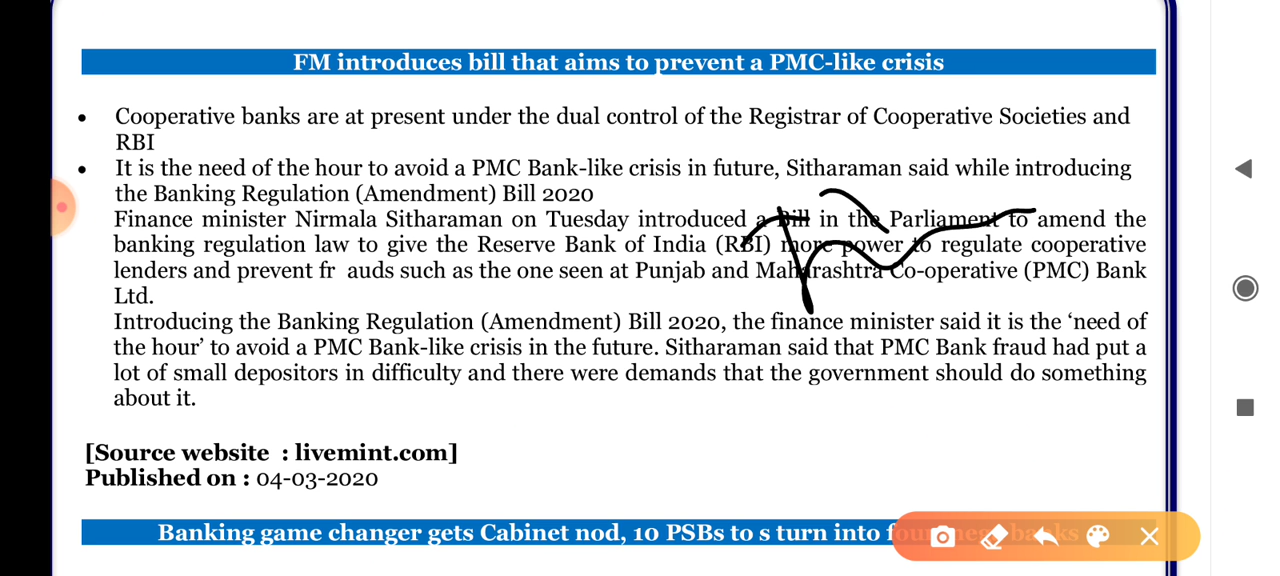 FM introduces bill that aims to prevent a PMC-like crisis
• Cooperative banks are at present under the dual control of the Registrar of Cooperative Societies and
RBI
• It is the need of the hour to avoid a PMC Bank-like crisis in future, Sitharaman said while introducing
the Banking Regulation (Amendment) Bill 2020
Finance minister Nirmala Sitharaman on Tuesday introduced a Bill in the Parliament to amend the
banking regulation law to give the Reserve Bank of India (RBI) more power to regulate cooperative
lenders and prevent fr auds such as the one seen at Punjab and Maharashtra Co-operative (PMC) Bank
Ltd.
Introducing the Banking Regulation (Amendment) Bill 2020, the finance minister said it is the ‘need of
the hour’ to avoid a PMC Bank-like crisis in the future. Sitharaman said that PMC Bank fraud had put a
lot of small depositors in difficulty and there were demands that the government should do something
about it.
[Source website : livemint.com]
Published on : 04-03-2020
Banking game changer gets Cabinet nod, 10 PSBs to s turn into four mega banks